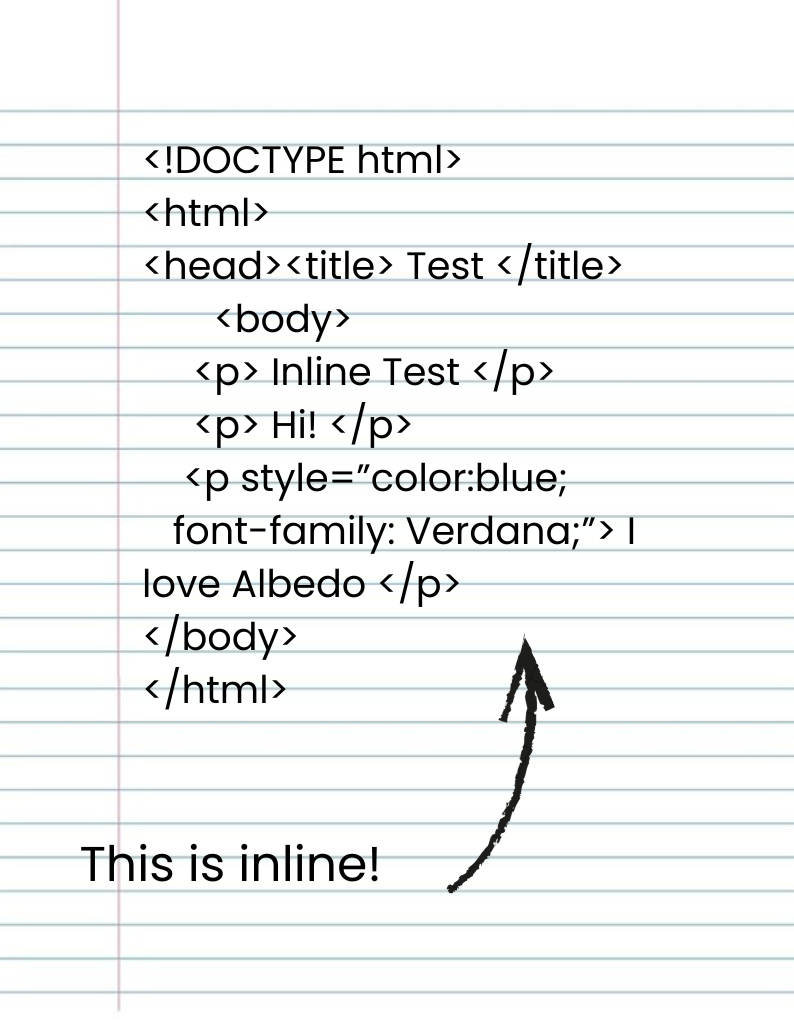 <!DOCTYPE html>
<html>
<head><title> Test </title>
<body>
<p> Inline Test </p>
<p> Hi! </p>
<p style=”color:blue;
font-family: Verdana;”> I
love Albedo </p>
</body>
</html>
This is inline!